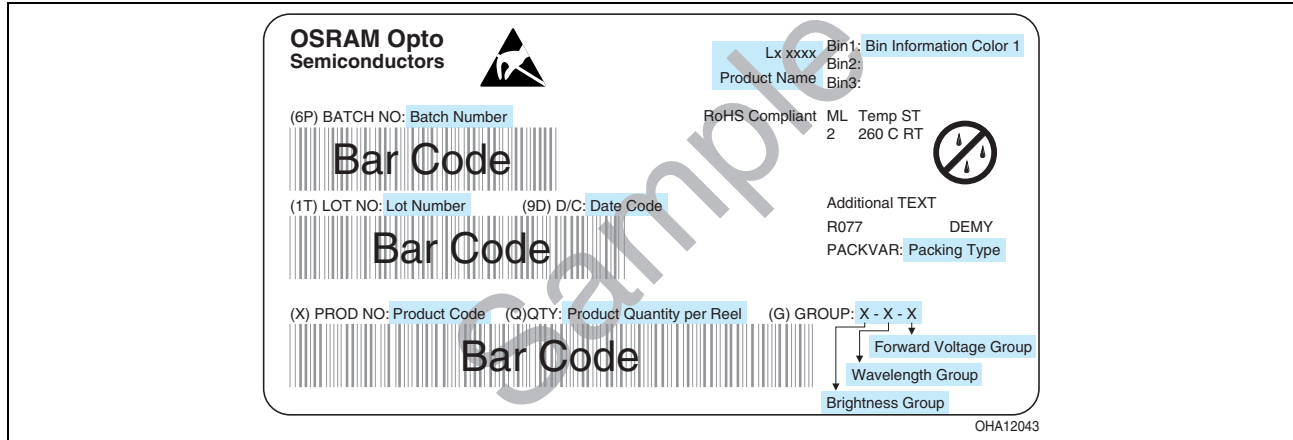 OSRAM Opto
Semiconductors
Lx xxxx
Product Name
Bin1: Bin Information Color 1
Bin2:
Bin3:
(6P) BATCH NO: Batch Number
Bar Code
RoHS Compliant ML Temp ST
2 260 C RT
(1T) LOT NO: Lot Number (9D) D/C: Date Code
Bar Code
Additional TEXT
R077 DEMY
PACKVAR: Packing Type
(X) PROD NO: Product Code (Q)QTY: Product Quantity per Reel (G) GROUP: X - X - X
Bar Code
Forward Voltage Group
Wavelength Group
Brightness Group
Sample
OHA12043